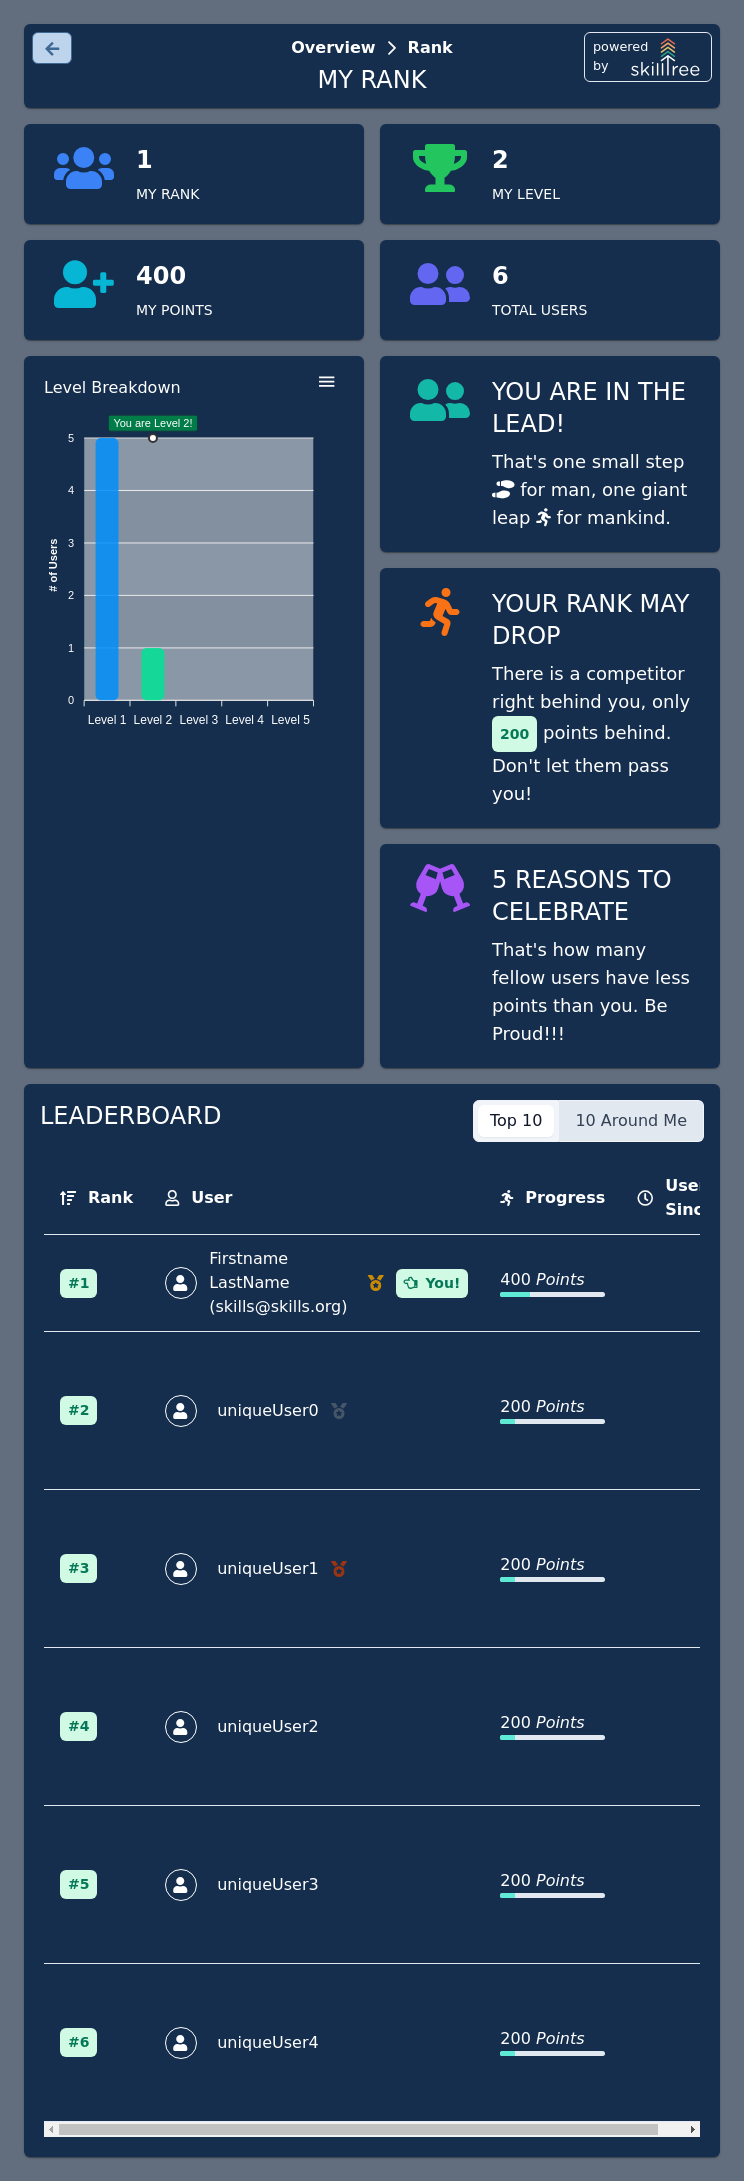 Overview > Rank
MY RANK
powered
by
skilltree
1
MY RANK
2
MY LEVEL
400
MY POINTS
6
TOTAL USERS
Level Breakdown
You are Level 2!
5
4
3
2
1
0
# of Users
Level 1 Level 2 Level 3 Level 4 Level 5
YOU ARE IN THE
LEAD!
That's one small step
for man, one giant
leap for mankind.
YOUR RANK MAY
DROP
There is a competitor
right behind you, only
200 points behind.
Don't let them pass
you!
5 REASONS TO
CELEBRATE
That's how many
fellow users have less
points than you. Be
Proud!!!
LEADERBOARD
Top 10 10 Around Me
Rank User Progress
Use
Sinc
#1
Firstname
LastName
(skills@skills.org)
You!
400 Points
#2 uniqueUser0 200 Points
#3 uniqueUser1 200 Points
#4 uniqueUser2 200 Points
#5 uniqueUser3 200 Points
#6 uniqueUser4 200 Points